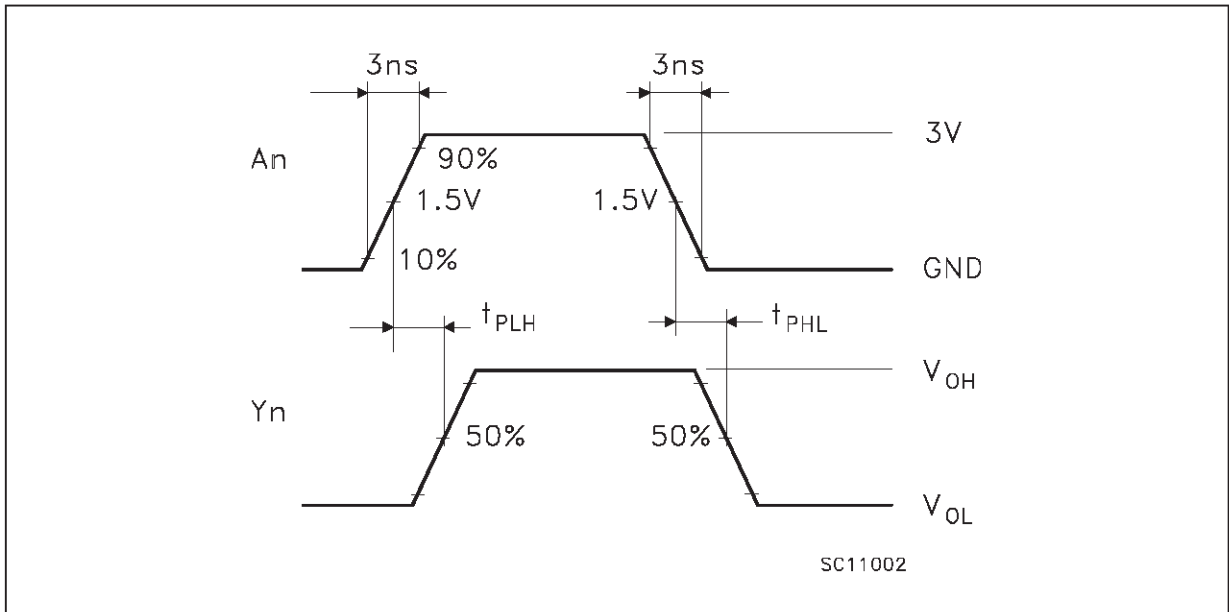 3ns 3ns
3V
An
90%
1.5V 1.5V
10%
GND
tPLH tPHL
VOH
Yn
50% 50%
VOL
SC11002